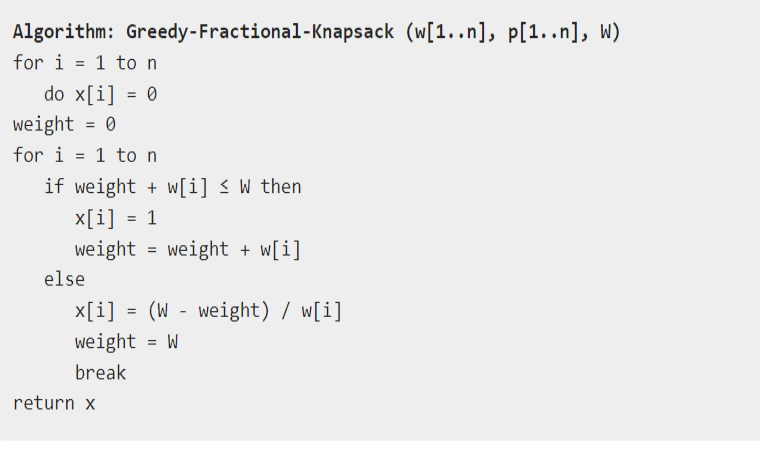 Algorithm: Greedy-Fractional-Knapsack (w[1..n], p[1..n], W)
for i = 1 to n
   do x[i] = 0
weight = 0
for i = 1 to n
   if weight + w[i] ≤ W then
      x[i] = 1
      weight = weight + w[i]
   else
      x[i] = (W - weight) / w[i]
      weight = W
      break
return x